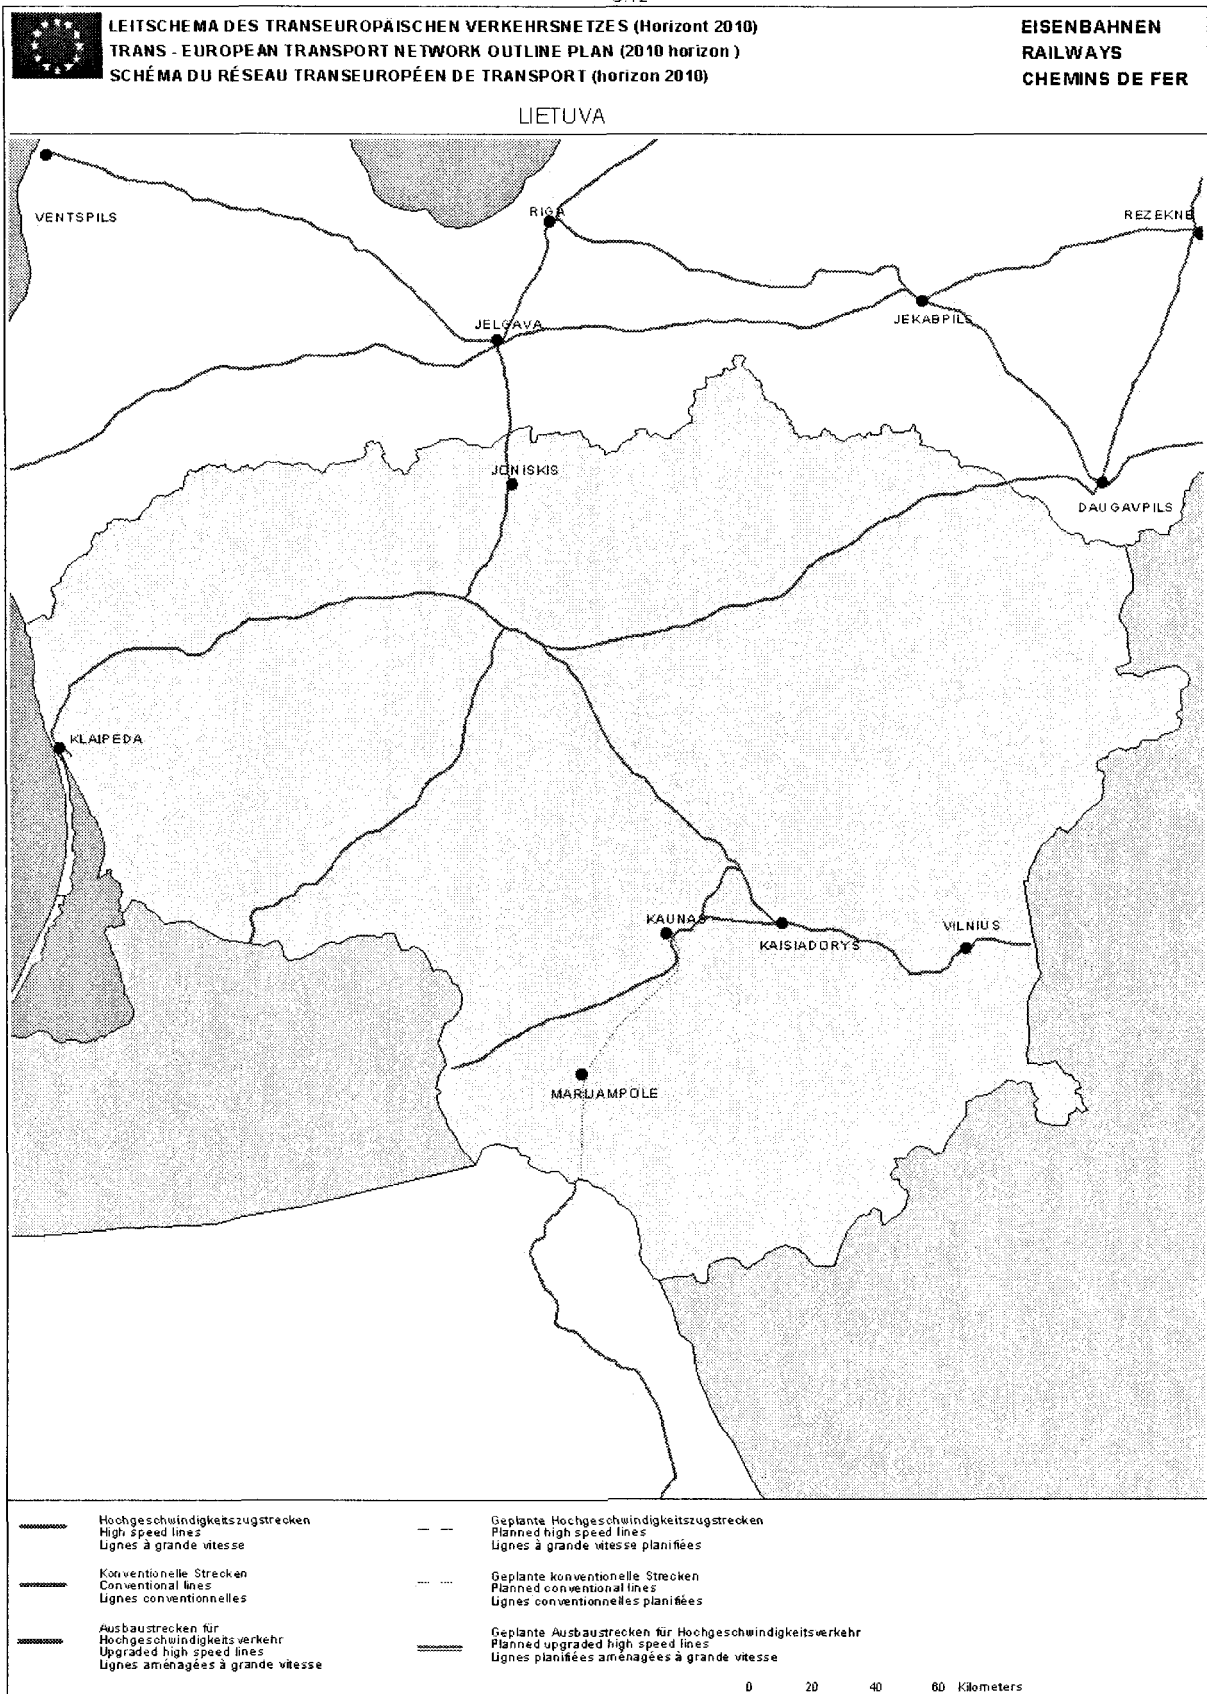 LEITSCHEMA DES TRANSEUROPÄISCHEN VERKEHRSNETZES (Horizont 2010)
TRANS - EUROPEAN TRANSPORT NETWORK OUTLINE PLAN (2010 horizon )
SCHÉMA DU RÉSEAU TRANSEUROPÉEN DE TRANSPORT (horizon 2010)
EISENBAHNEN
RAILWAYS
CHEMINS DE FER
LIETUVA
VENTSPILS
RIGA
REZEKNE
JELGAVA
JEKABPILS
JONISKIS
DAUGAVPILS
KLAIPEDA
KAUNAS
KAISIADORYS
VILNIUS
MARIJAMPOLE
Hochgeschwindigkeitszugstrecken
High speed lines
Lignes à grande vitesse
Konventionelle Strecken
Conventional lines
Lignes conventionnelles
Ausbaustrecken für
Hochgeschwindigkeitsverkehr
Upgraded high speed lines
Lignes aménagées à grande vitesse
Geplante Hochgeschwindigkeitszugstrecken
Planned high speed lines
Lignes à grande vitesse planifiées
Geplante konventionelle Strecken
Planned conventional lines
Lignes conventionnelles planifiées
Geplante Ausbaustrecken für Hochgeschwindigkeitsverkehr
Planned upgraded high speed lines
Lignes planifiées aménagées à grande vitesse
0 20 40 60 Kilometers